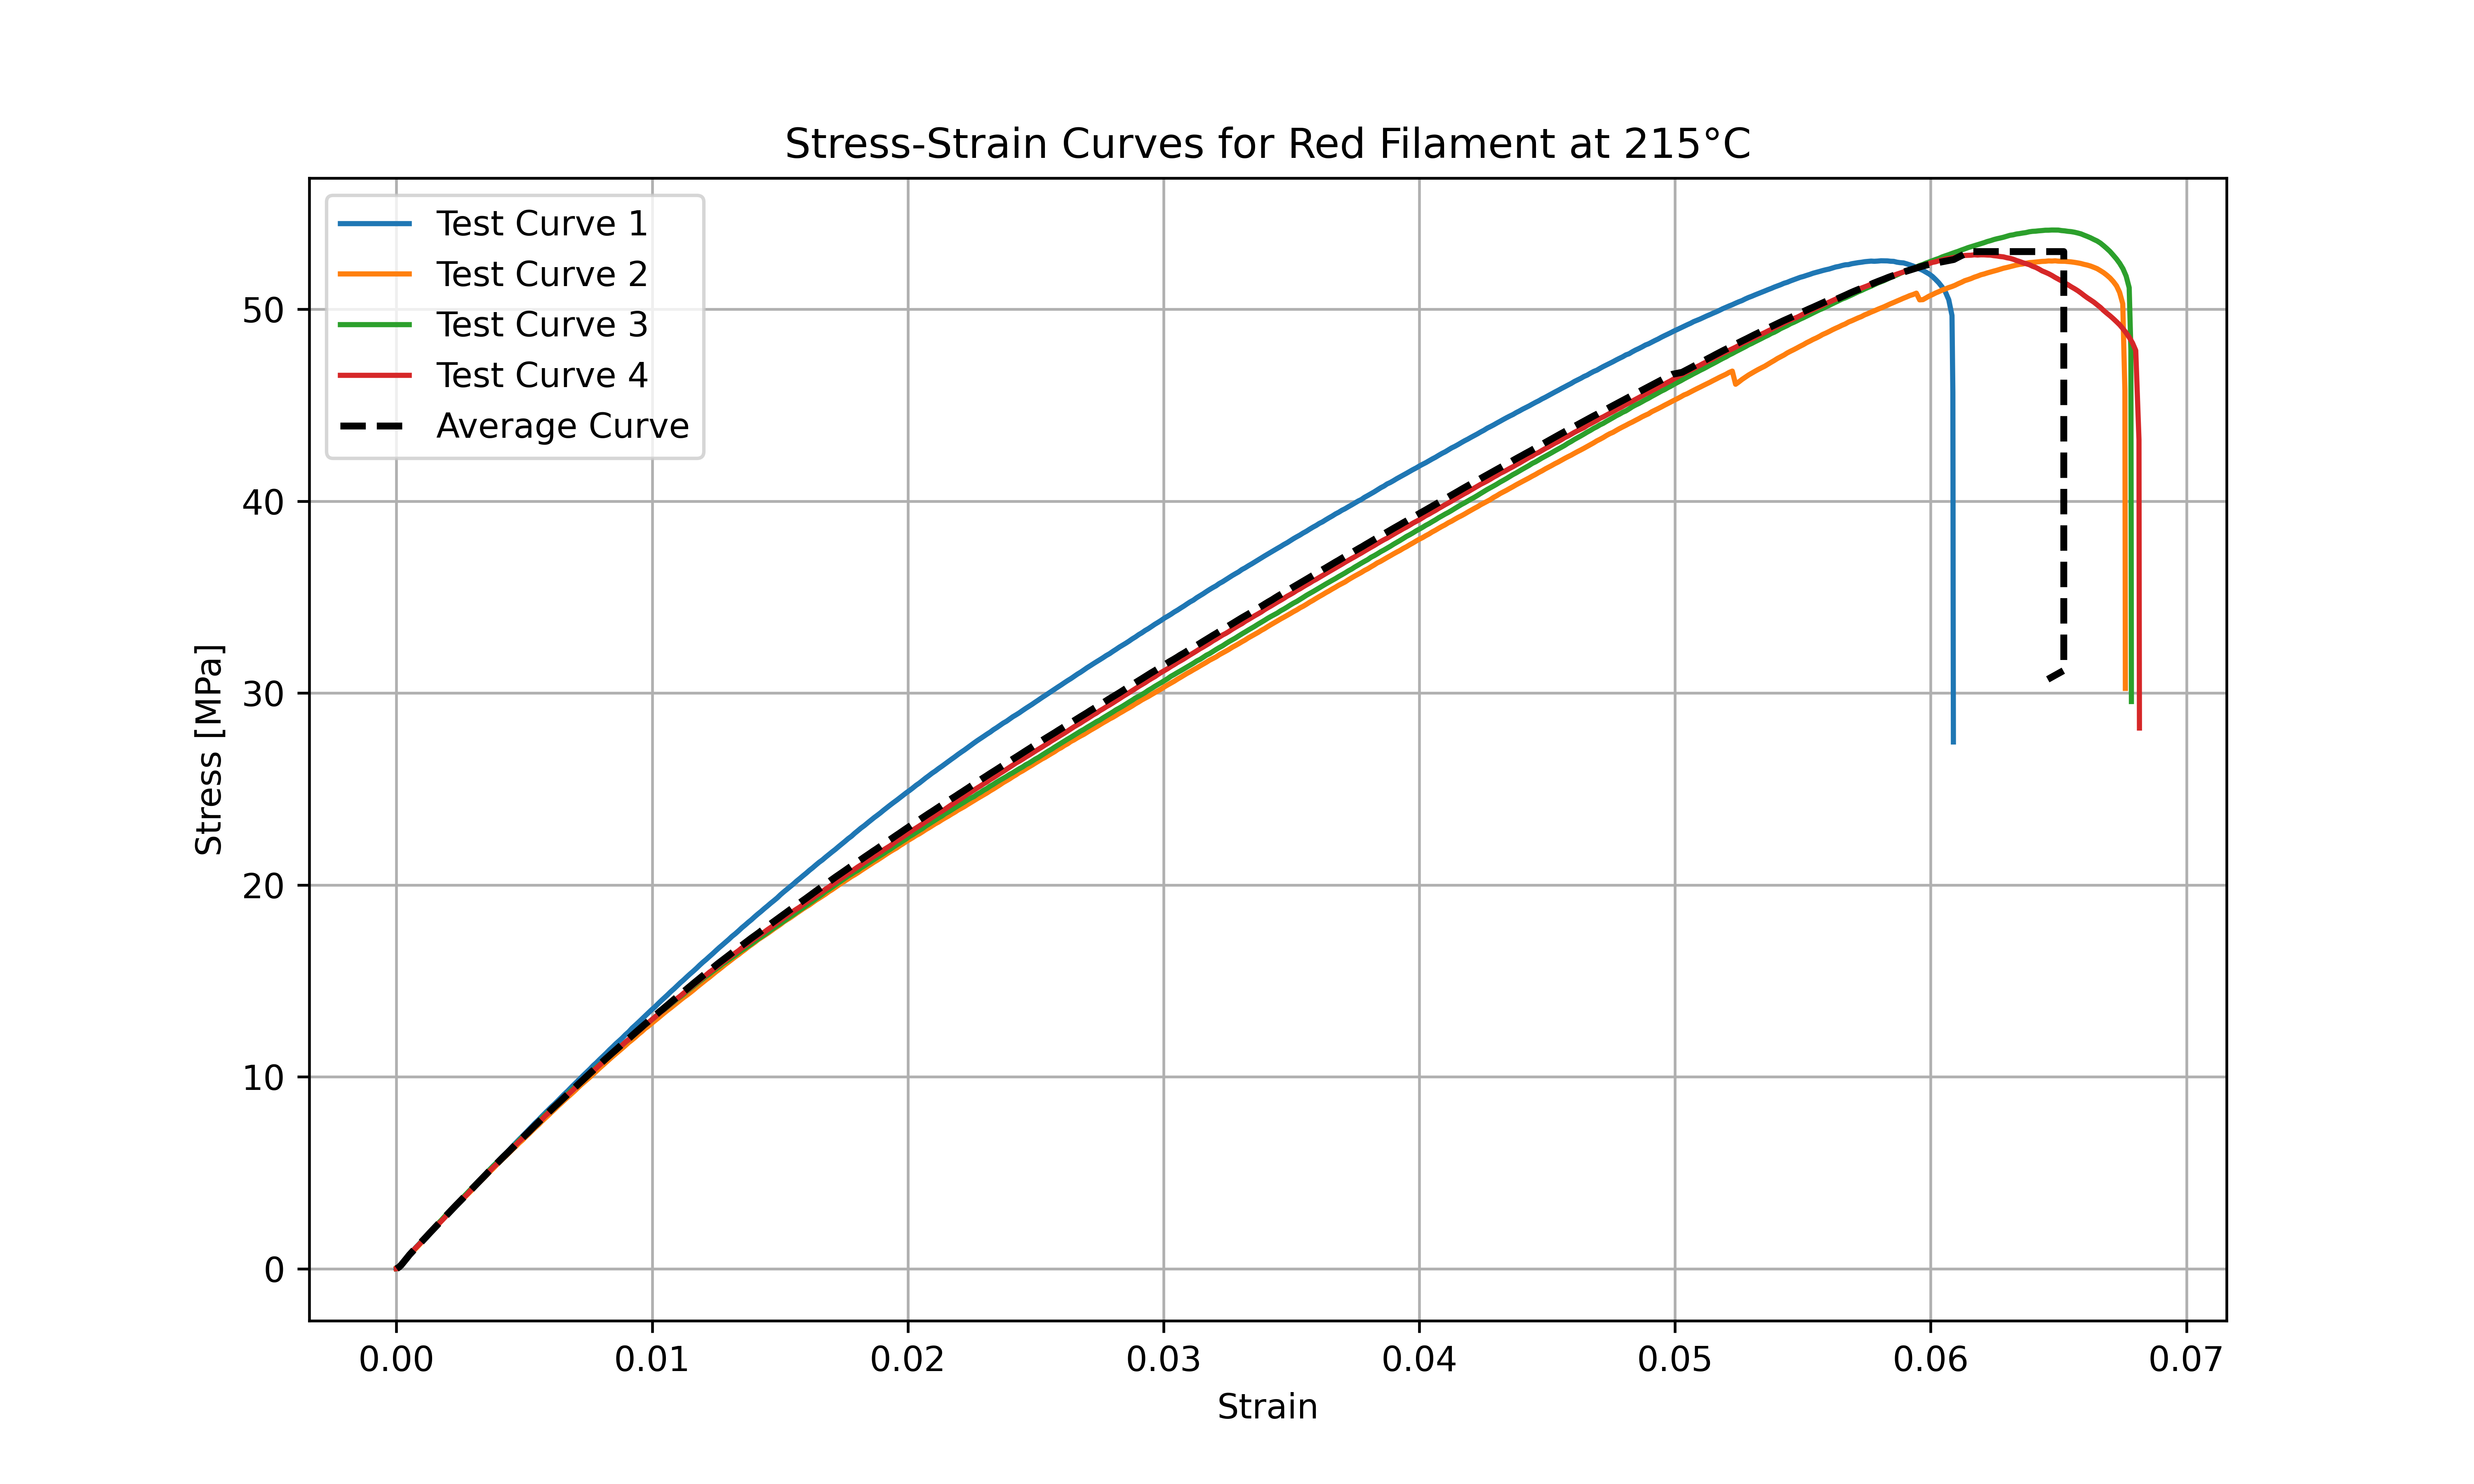 Stress-Strain Curves for Red Filament at 215°C
Test Curve 1
Test Curve 2
Test Curve 3
Test Curve 4
Average Curve
Stress [MPa]
50
40
30
20
10
0
0.00 0.01 0.02 0.03 0.04 0.05 0.06 0.07
Strain